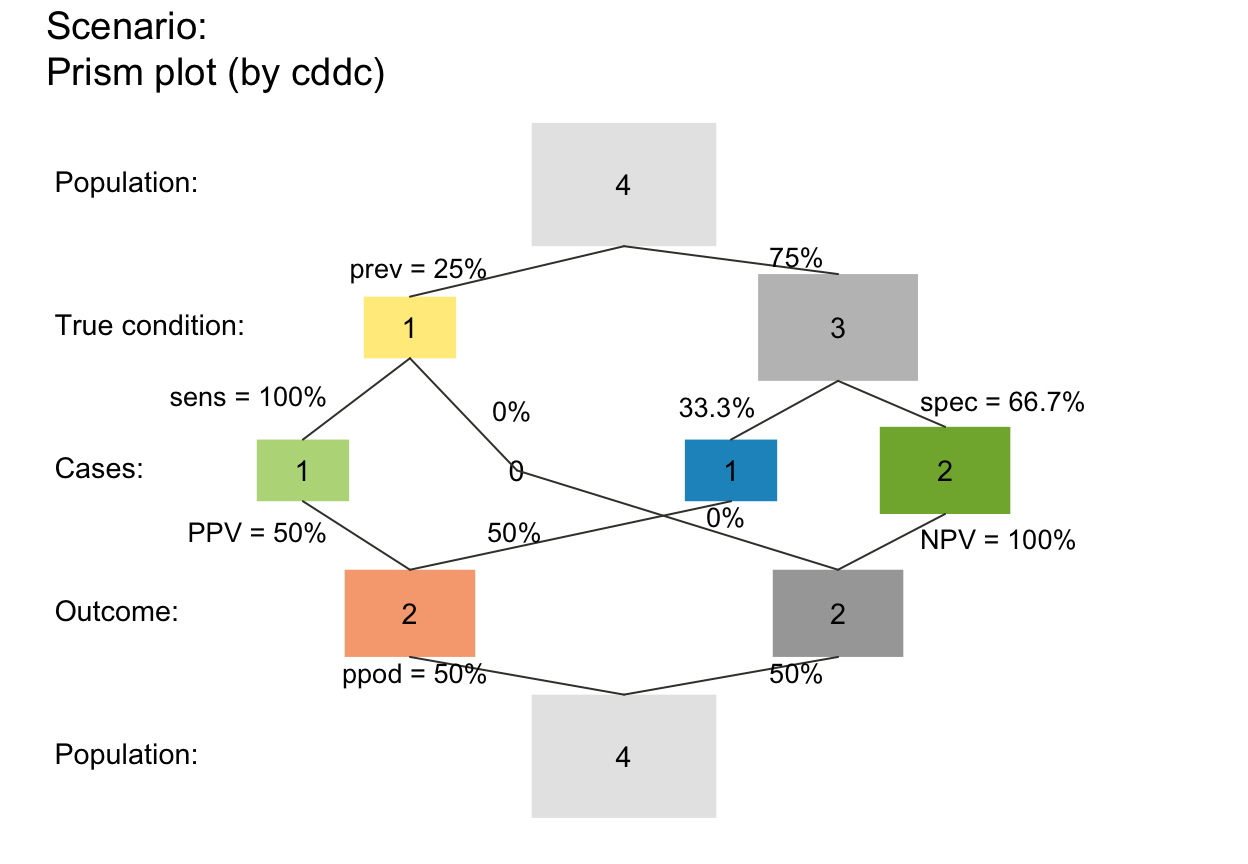 Scenario:
Prism plot (by cddc)
Population:
4
prev = 25%
75%
True condition:
1
3
sens = 100%
0%
33.3%
spec = 66.7%
Cases:
1
0
1
2
PPV = 50%
50%
0%
NPV = 100%
Outcome:
2
2
ppod = 50%
50%
Population:
4